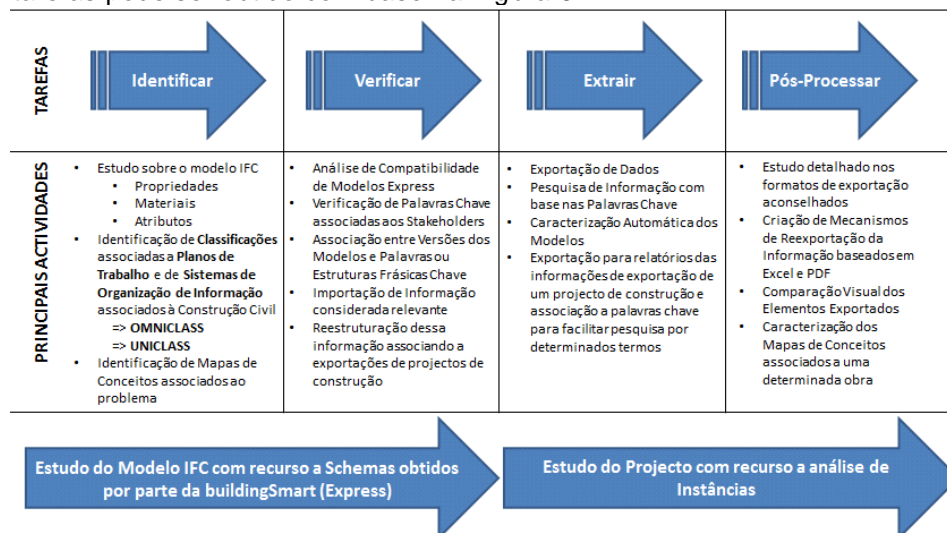 TAREFAS
Identificar
Verificar
Extrair
Pós-Processar
PRINCIPAIS ACTIVIDADES
• Estudo sobre o modelo IFC
• Propriedades
• Materiais
• Atributos
• Identificação de Classificações
associadas a Planos de
Trabalho e de Sistemas de
Organização de Informação
associados à Construção Civil
=> OMNICLASS
=> UNICLASS
• Identificação de Mapas de
Conceitos associados ao
problema
• Análise de Compatibilidade
de Modelos Express
• Verificação de Palavras Chave
associadas aos Stakeholders
• Associação entre Versões dos
Modelos e Palavras ou
Estruturas Frásicas Chave
• Importação de Informação
considerada relevante
• Reestruturação dessa
informação associando a
exportações de projectos de
construção
• Exportação de Dados
• Pesquisa de Informação com
base nas Palavras Chave
• Caracterização Automática dos
Modelos
• Exportação para relatórios das
informações de exportação de
um projecto de construção e
associação a palavras chave
para facilitar pesquisa por
determinados termos
• Estudo detalhado nos
formatos de exportação
aconselhados
• Criação de Mecanismos
de Reexportação da
Informação baseados em
Excel e PDF
• Comparação Visual dos
Elementos Exportados
• Caracterização dos
Mapas de Conceitos
associados a uma
determinada obra
Estudo do Modelo IFC com recurso a Schemas obtidos
por parte da buildingSmart (Express)
Estudo do Projecto com recurso a análise de
Instâncias